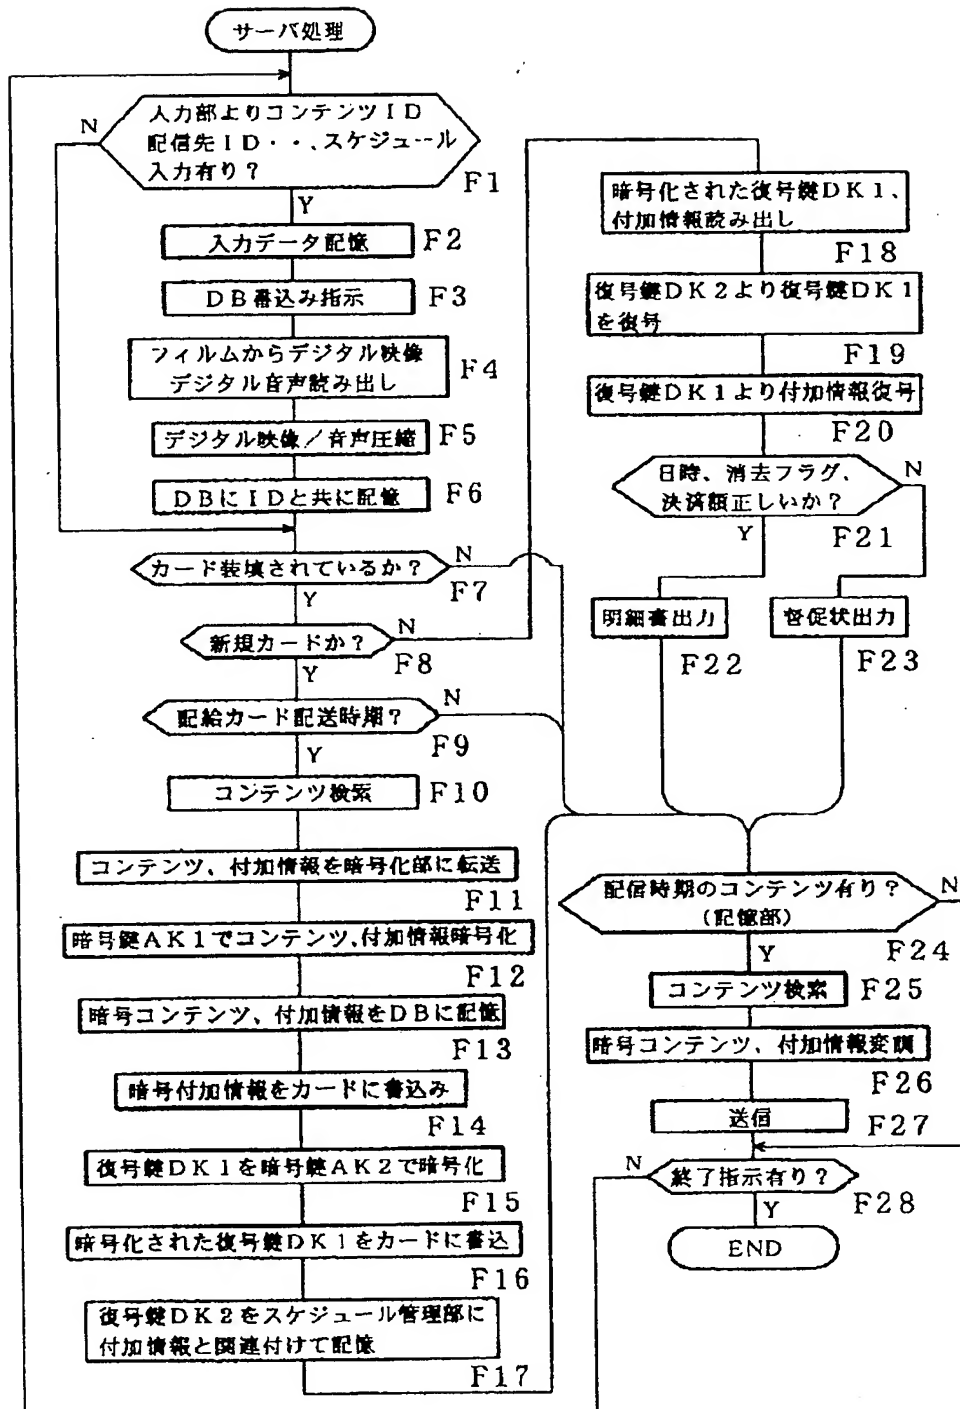 サーバ処理
入力部よりコンテンツID
配信先ID・・、スケジュール
入力有り？
N
F1
Y
入力データ記憶
F2
DB書込み指示
F3
フィルムからデジタル映像
デジタル音声読み出し
F4
デジタル映像／音声圧縮
F5
DBにIDと共に記憶
F6
カード装填されているか？
N
F7
Y
新規カードか？
N
F8
Y
配給カード配送時期？
N
F9
Y
コンテンツ検索
F10
コンテンツ、付加情報を暗号化部に転送
F11
暗号鍵AK1でコンテンツ、付加情報暗号化
F12
暗号コンテンツ、付加情報をDBに記憶
F13
暗号付加情報をカードに書込み
F14
復号鍵DK1を暗号鍵AK2で暗号化
F15
暗号化された復号鍵DK1をカードに書込
F16
復号鍵DK2をスケジュール管理部に
付加情報と関連付けて記憶
F17
暗号化された復号鍵DK1、
付加情報読み出し
F18
復号鍵DK2より復号鍵DK1
を復号
F19
復号鍵DK1より付加情報復号
F20
日時、消去フラグ、
決済額正しいか？
N
Y
F21
明細書出力
F22
督促状出力
F23
配信時期のコンテンツ有り？
(記憶部)
N
Y
F24
コンテンツ検索
F25
暗号コンテンツ、付加情報変調
F26
送信
F27
終了指示有り？
N
F28
Y
END